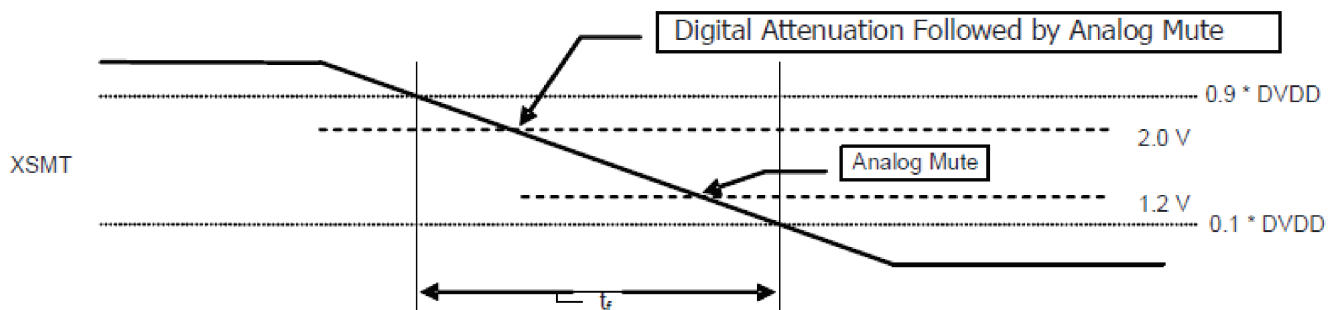 Digital Attenuation Followed by Analog Mute
0.9 * DVDD
2.0 V
XSMT
Analog Mute
1.2 V
0.1 * DVDD
tf